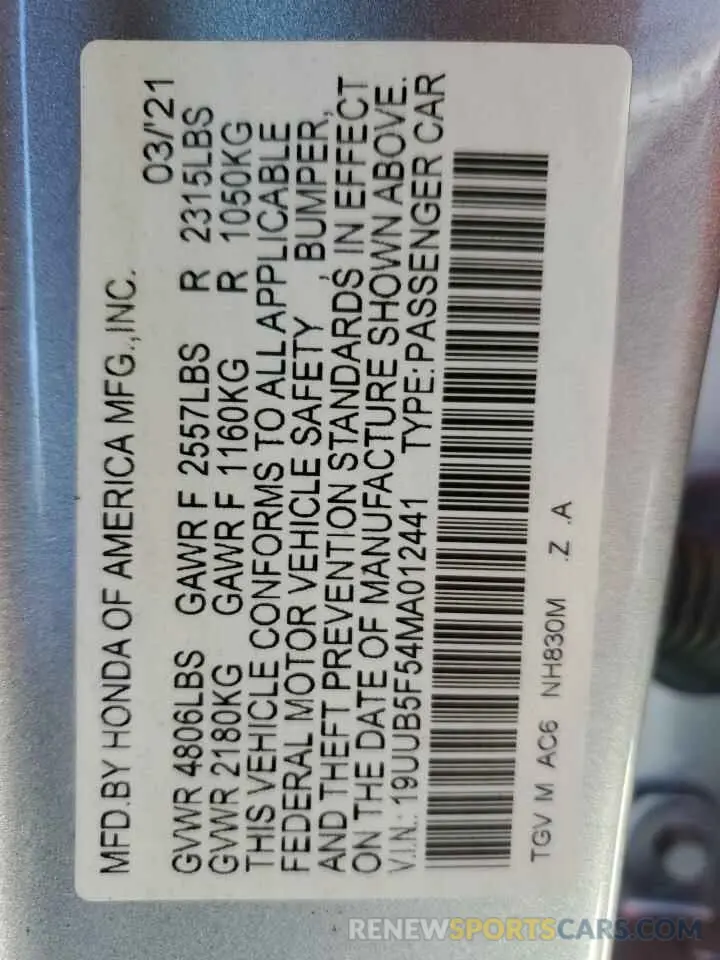 MFD.BY HONDA OF AMERICA MFG.,INC.
03/'21
GVWR 4806LBS GAWR F 2557LBS R 2315LBS
GVWR 2180KG GAWR F 1160KG R 1050KG
THIS VEHICLE CONFORMS TO ALL APPLICABLE
FEDERAL MOTOR VEHICLE SAFETY , BUMPER,
AND THEFT PREVENTION STANDARDS IN EFFECT
ON THE DATE OF MANUFACTURE SHOWN ABOVE.
V.I.N.: 19UUB5F54MA012441 TYPE:PASSENGER CAR
TGV M AC6 NH830M .Z .A
RENEWSPORTSCARS.COM